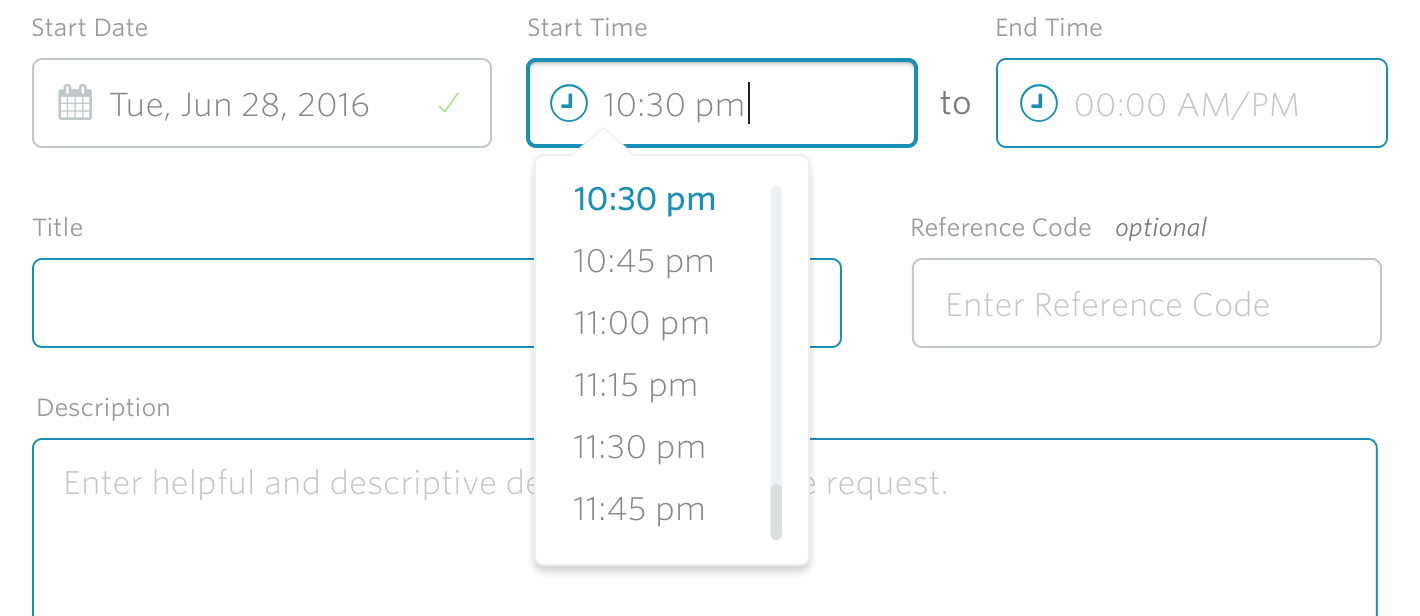 Start Date Start Time End Time
Tue, Jun 28, 2016 10:30 pm to 00:00 AM/PM
10:30 pm
10:45 pm
11:00 pm
11:15 pm
11:30 pm
11:45 pm
Title Reference Code optional
Enter Reference Code
Description
Enter helpful and descriptive request.